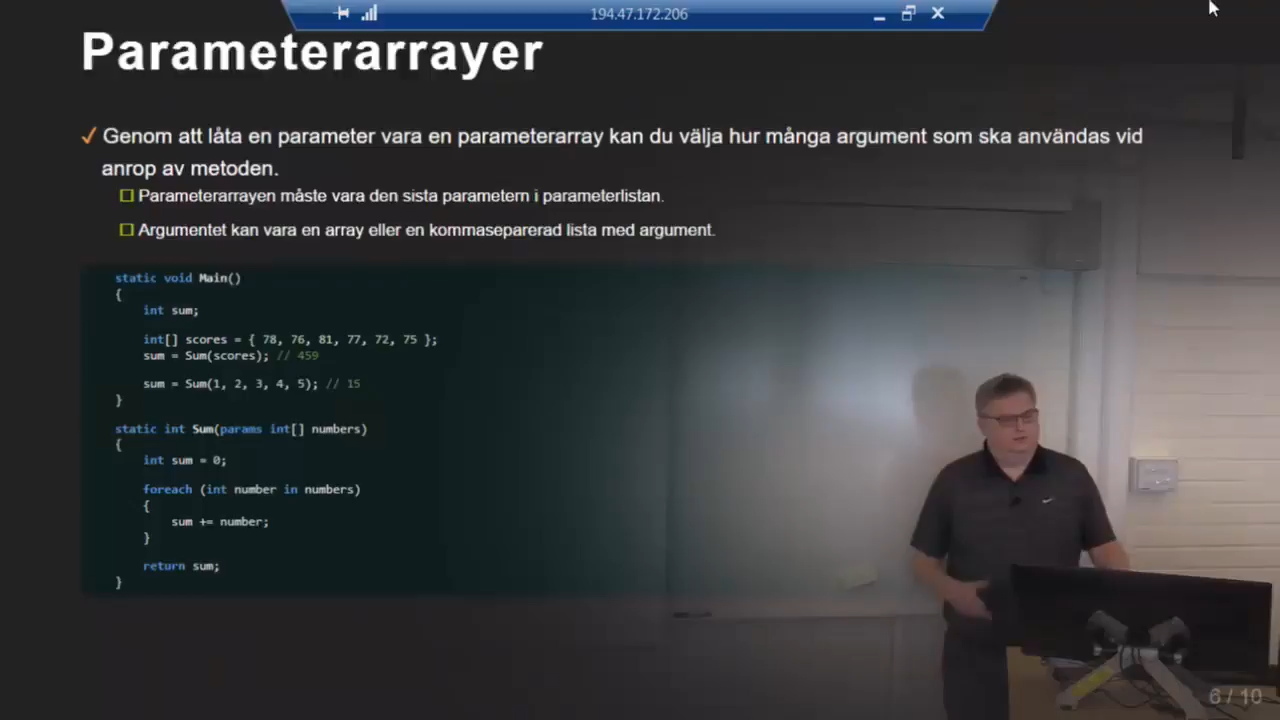 194.47.172.206
Parameterarrayer
Genom att låta en parameter vara en parameterarray kan du välja hur många argument som ska användas vid
anrop av metoden.
Parameterarrayen måste vara den sista parametern i parameterlistan.
Argumentet kan vara en array eller en kommaseparerad lista med argument.
static void Main()
{
int sum;
int[] scores = { 78, 76, 81, 77, 72, 75 };
sum = Sum(scores); // 459
sum = Sum(1, 2, 3, 4, 5); // 15
}
static int Sum(params int[] numbers)
{
int sum = 0;
foreach (int number in numbers)
{
sum += number;
}
return sum;
}
6 / 10